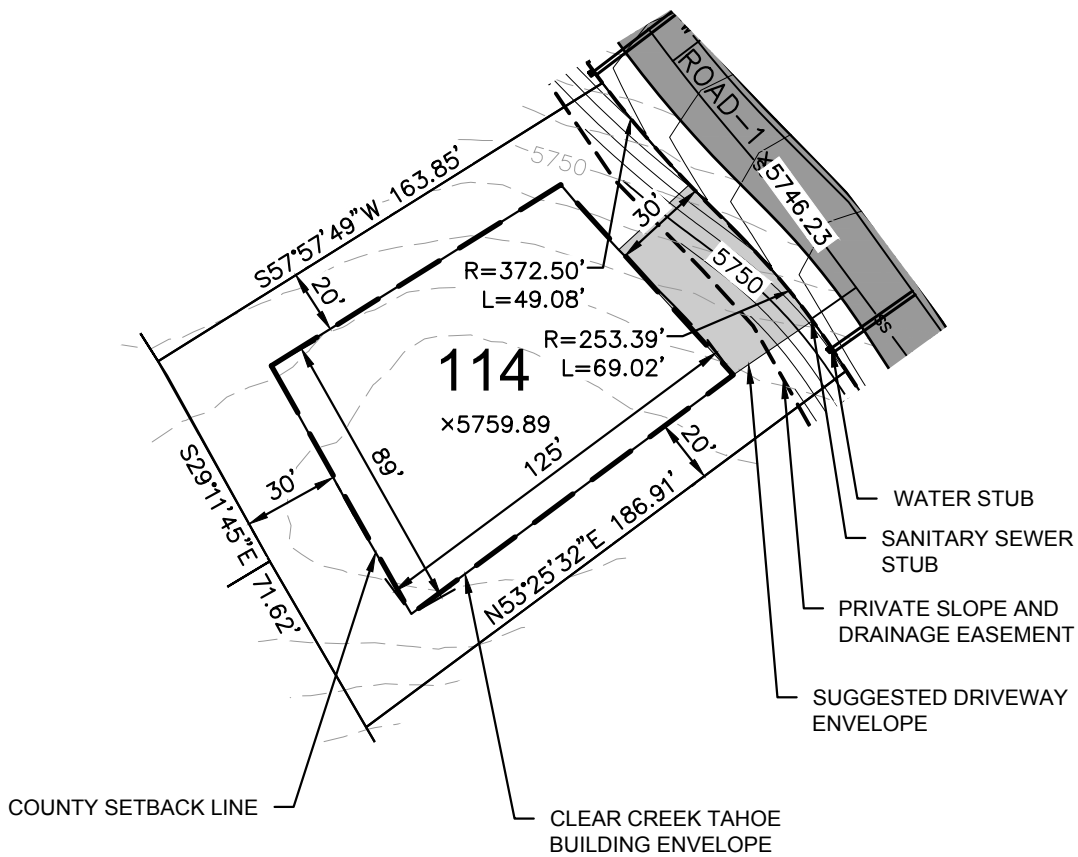 W
ROAD-1
S
×5746.23
5750
S57°57'49"W 163.85'
30'
20'
R=372.50'
L=49.08'
5750
R=253.39'
L=69.02'
SS
114
×5759.89
89'
125'
20'
S29°11'45"E 71.62'
30'
N53°25'32"E 186.91'
WATER STUB
SANITARY SEWER
STUB
PRIVATE SLOPE AND
DRAINAGE EASEMENT
SUGGESTED DRIVEWAY
ENVELOPE
COUNTY SETBACK LINE
CLEAR CREEK TAHOE
BUILDING ENVELOPE